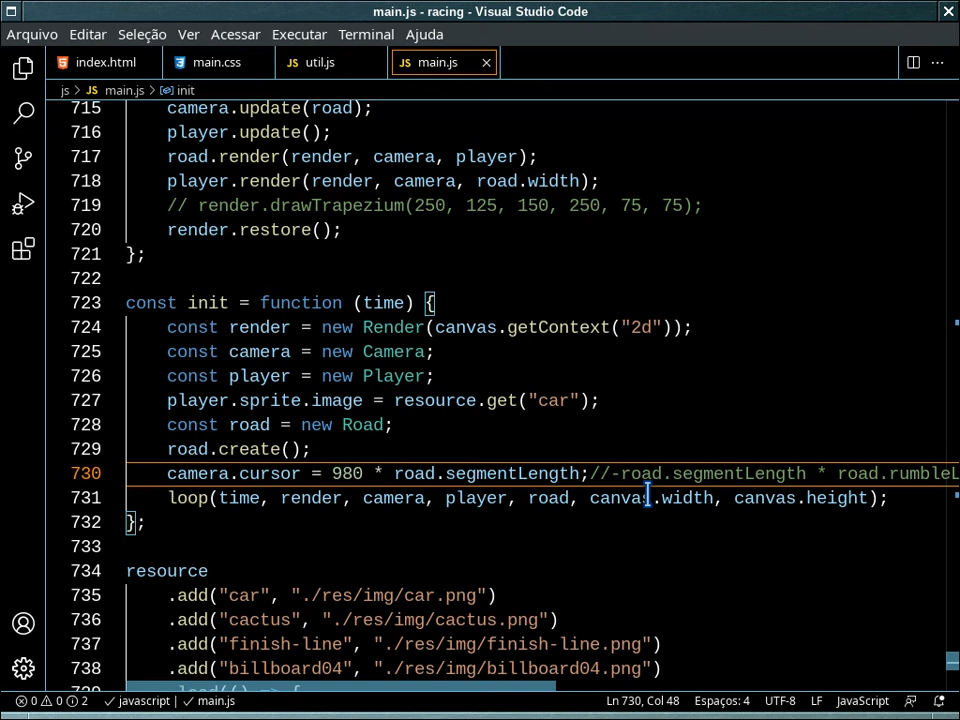 main.js - racing - Visual Studio Code
Arquivo Editar Seleção Ver Acessar Executar Terminal Ajuda
index.html main.css JS util.js JS main.js
js > JS main.js > init
715 camera.update(road);
716 player.update();
717 road.render(render, camera, player);
718 player.render(render, camera, road.width);
719 // render.drawTrapezium(250, 125, 150, 250, 75, 75);
720 render.restore();
721 };
722
723 const init = function (time) {
724 const render = new Render(canvas.getContext("2d"));
725 const camera = new Camera;
726 const player = new Player;
727 player.sprite.image = resource.get("car");
728 const road = new Road;
729 road.create();
730 camera.cursor = 980 * road.segmentLength;//-road.segmentLength * road.rumbleL
731 loop(time, render, camera, player, road, canvas.width, canvas.height);
732 };
733
734 resource
735 .add("car", "./res/img/car.png")
736 .add("cactus", "./res/img/cactus.png")
737 .add("finish-line", "./res/img/finish-line.png")
738 .add("billboard04", "./res/img/billboard04.png")
0 0 2 javascript main.js Ln 730, Col 48 Espaços: 4 UTF-8 LF JavaScript